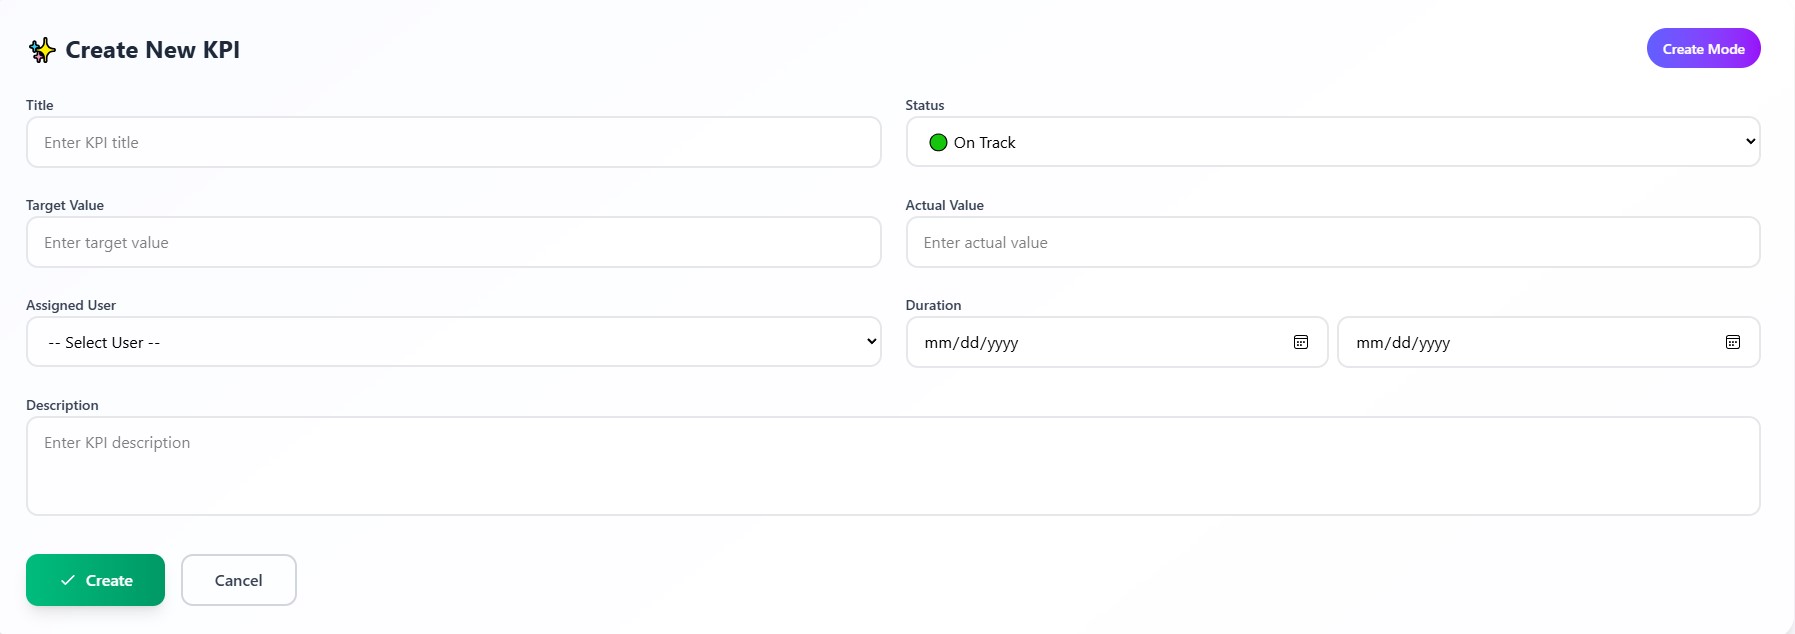 Create New KPI
Create Mode
Title
Status
Enter KPI title
On Track
Target Value
Actual Value
Enter target value
Enter actual value
Assigned User
Duration
-- Select User --
mm/dd/yyyy
mm/dd/yyyy
Description
Enter KPI description
Create
Cancel